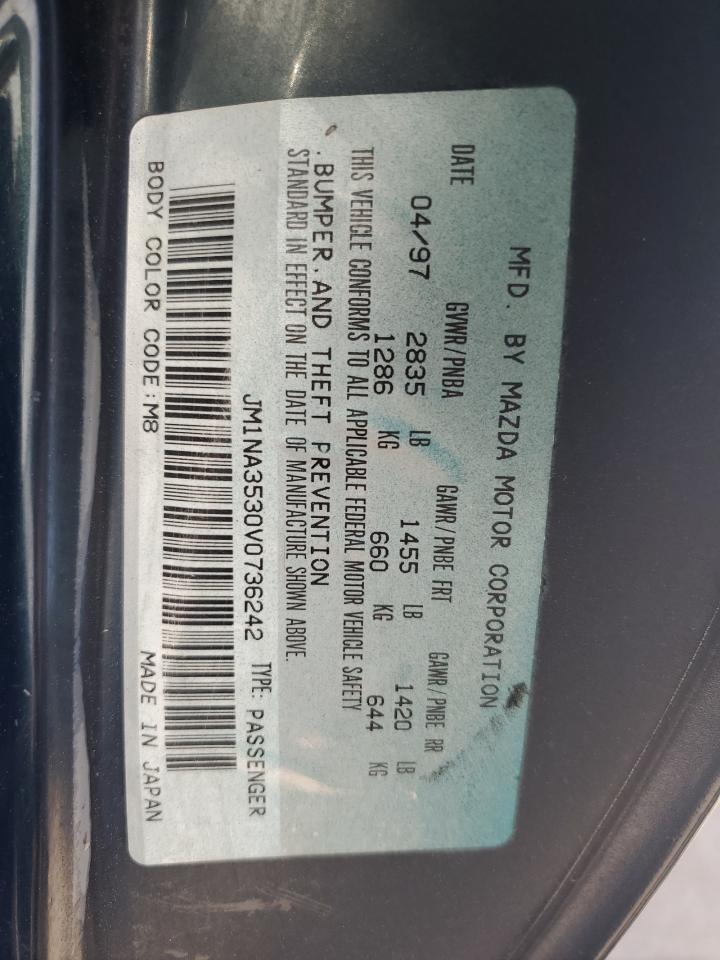 MFD. BY MAZDA MOTOR CORPORATION
DATE GVWR/PNBA GAWR/PNBE FRT GAWR/PNBE RR
04/97 2835 LB 1455 LB 1420 LB
1286 KG 660 KG 644 KG
THIS VEHICLE CONFORMS TO ALL APPLICABLE FEDERAL MOTOR VEHICLE SAFETY
. BUMPER.AND THEFT PREVENTION
STANDARD IN EFFECT ON THE DATE OF MANUFACTURE SHOWN ABOVE.
JM1NA3530V0736242 TYPE: PASSENGER
BODY COLOR CODE:M8 MADE IN JAPAN